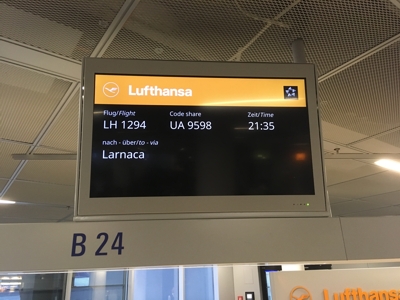 Lufthansa
Flug/Flight Code share Zeit/Time
LH 1294 UA 9598 21:35
nach - über/to - via
Larnaca
B 24
Lufthansa